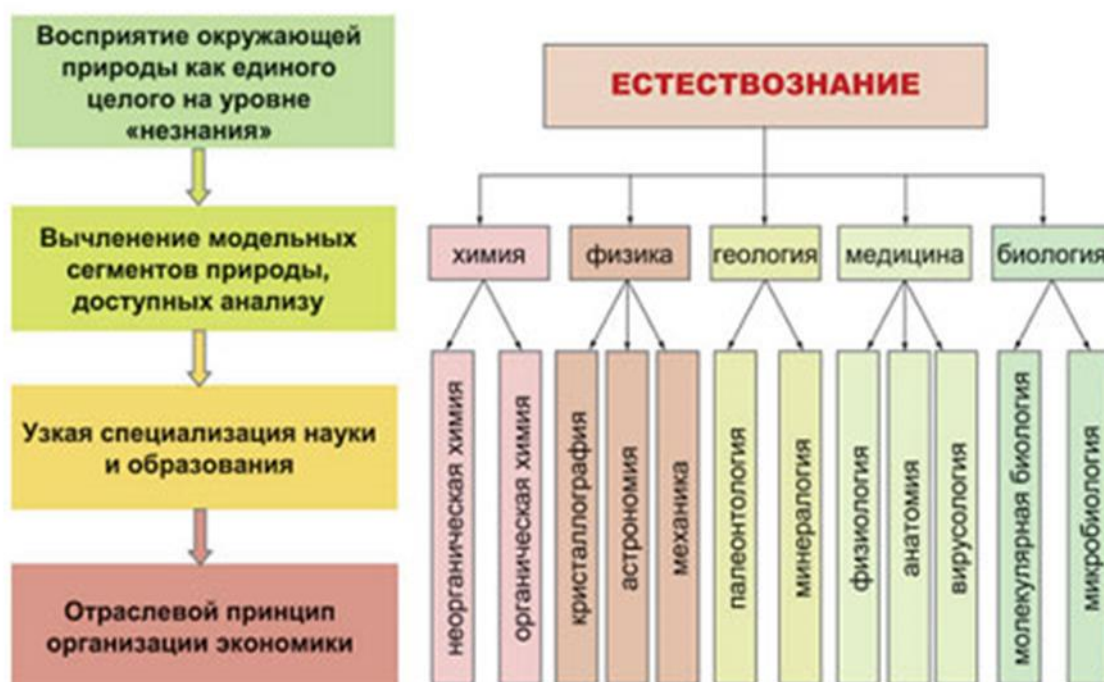 Восприятие окружающей
природы как единого
целого на уровне
«незнания»
Вычленение модельных
сегментов природы,
доступных анализу
Узкая специализация науки
и образования
Отраслевой принцип
организации экономики
ЕСТЕСТВОЗНАНИЕ
химия
физика
геология
медицина
биология
неорганическая химия
органическая химия
кристаллография
астрономия
механика
палеонтология
минералогия
физиология
анатомия
вирусология
молекулярная биология
микробиология